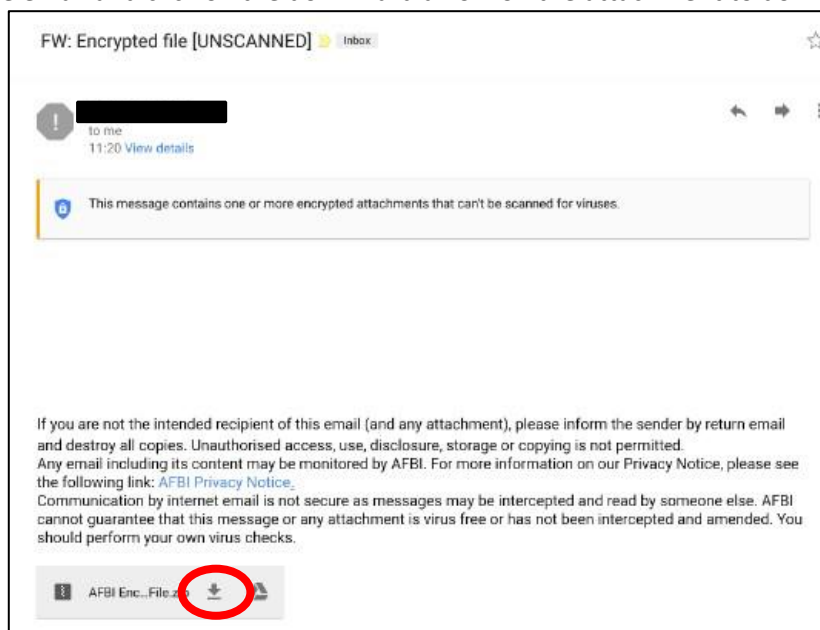 FW: Encrypted file [UNSCANNED] Inbox
to me
11:20 View details
This message contains one or more encrypted attachments that can't be scanned for viruses.
If you are not the intended recipient of this email (and any attachment), please inform the sender by return email
and destroy all copies. Unauthorised access, use, disclosure, storage or copying is not permitted.
Any email including its content may be monitored by AFBI. For more information on our Privacy Notice, please see
the following link: AFBI Privacy Notice.
Communication by internet email is not secure as messages may be intercepted and read by someone else. AFBI
cannot guarantee that this message or any attachment is virus free or has not been intercepted and amended. You
should perform your own virus checks.
AFBI Enc...File.zip